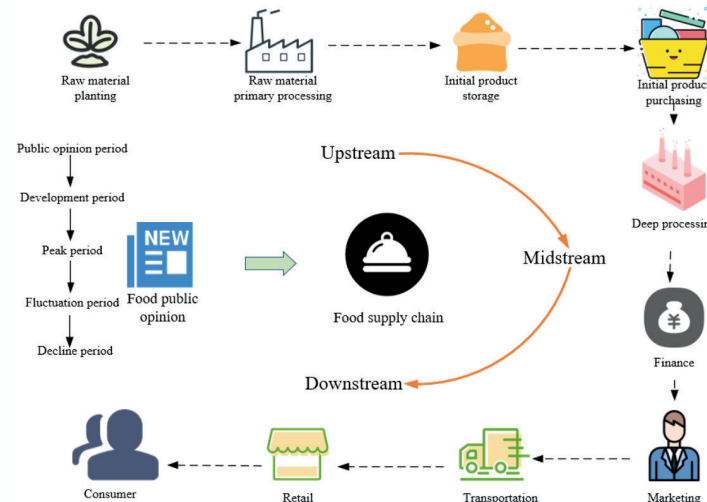 Raw material
planting
Raw material
primary processing
Initial product
storage
Initial product
purchasing
Public opinion period
Development period
Peak period
Fluctuation period
Decline period
NEW
Food public
opinion
Upstream
Midstream
Downstream
Food supply chain
Deep processing
¥
Finance
Consumer
Retail
Transportation
Marketing